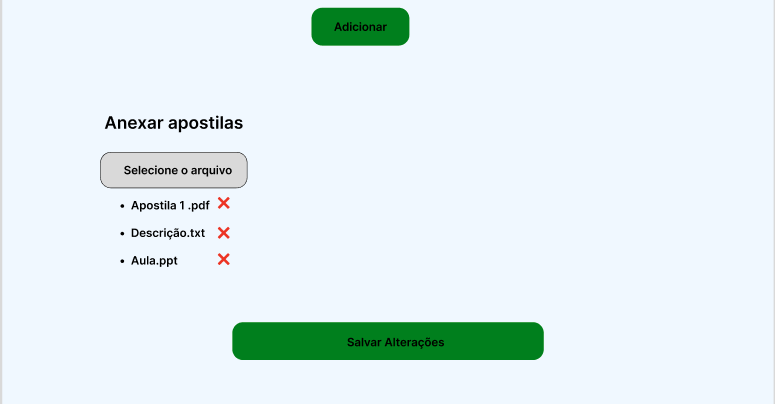 Adicionar
Anexar apostilas
Selecione o arquivo
• Apostila 1 .pdf ❌
• Descrição.txt ❌
• Aula.ppt ❌
Salvar Alterações